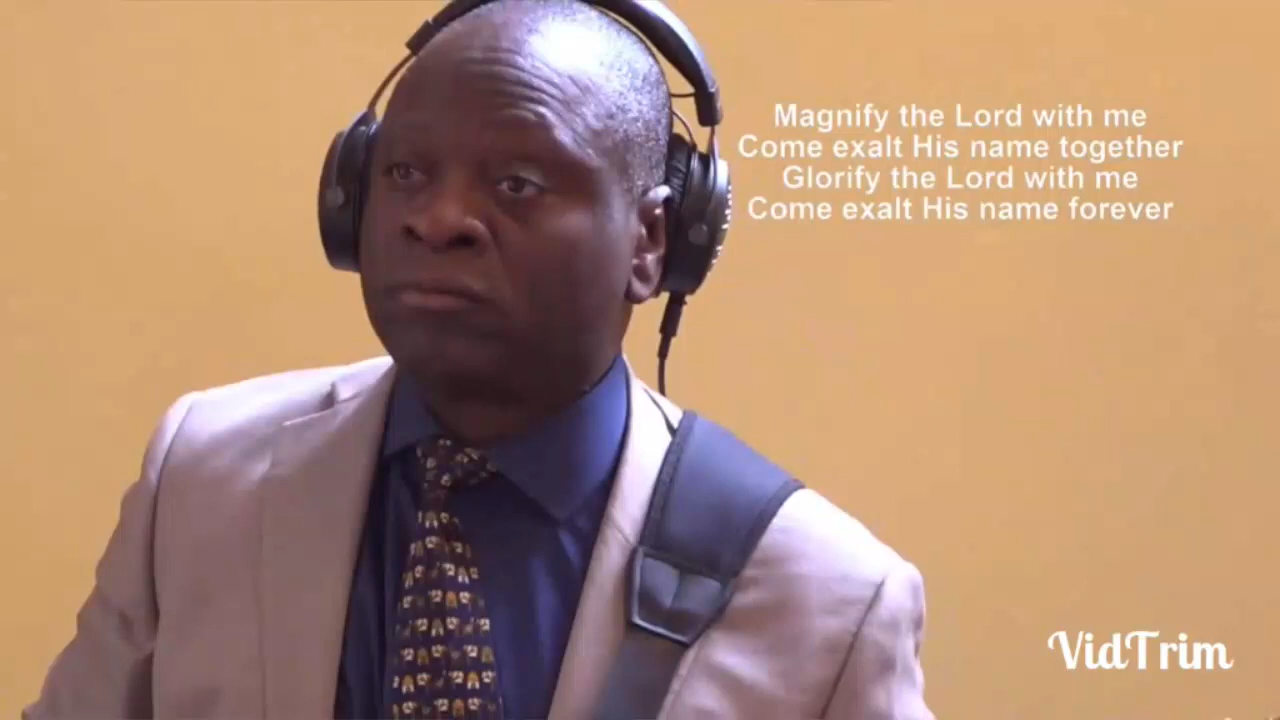 Magnify the Lord with me
Come exalt His name together
Glorify the Lord with me
Come exalt His name forever
VidTrim